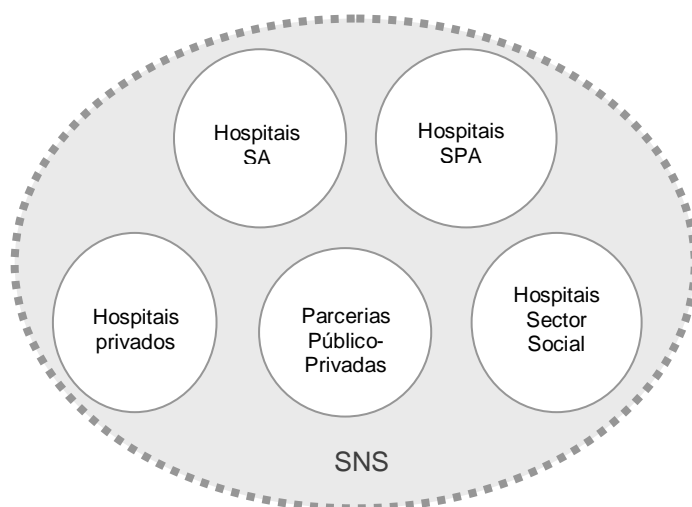 Hospitais
SA
Hospitais
SPA
Hospitais
privados
Parcerias
Público-
Privadas
Hospitais
Sector
Social
SNS